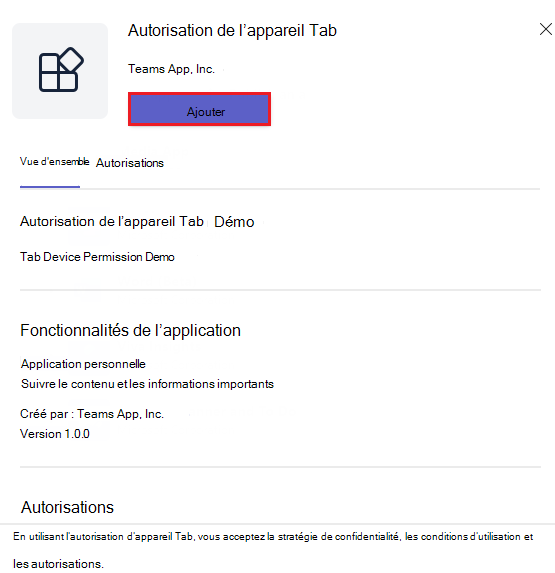 Autorisation de l’appareil Tab
Teams App, Inc.
Ajouter
Vue d'ensemble Autorisations
Autorisation de l’appareil Tab Démo
Tab Device Permission Demo
Fonctionnalités de l’application
Application personnelle
Suivre le contenu et les informations importants
Créé par : Teams App, Inc.
Version 1.0.0
Autorisations
En utilisant l’autorisation d’appareil Tab, vous acceptez la stratégie de confidentialité, les conditions d’utilisation et
les autorisations.